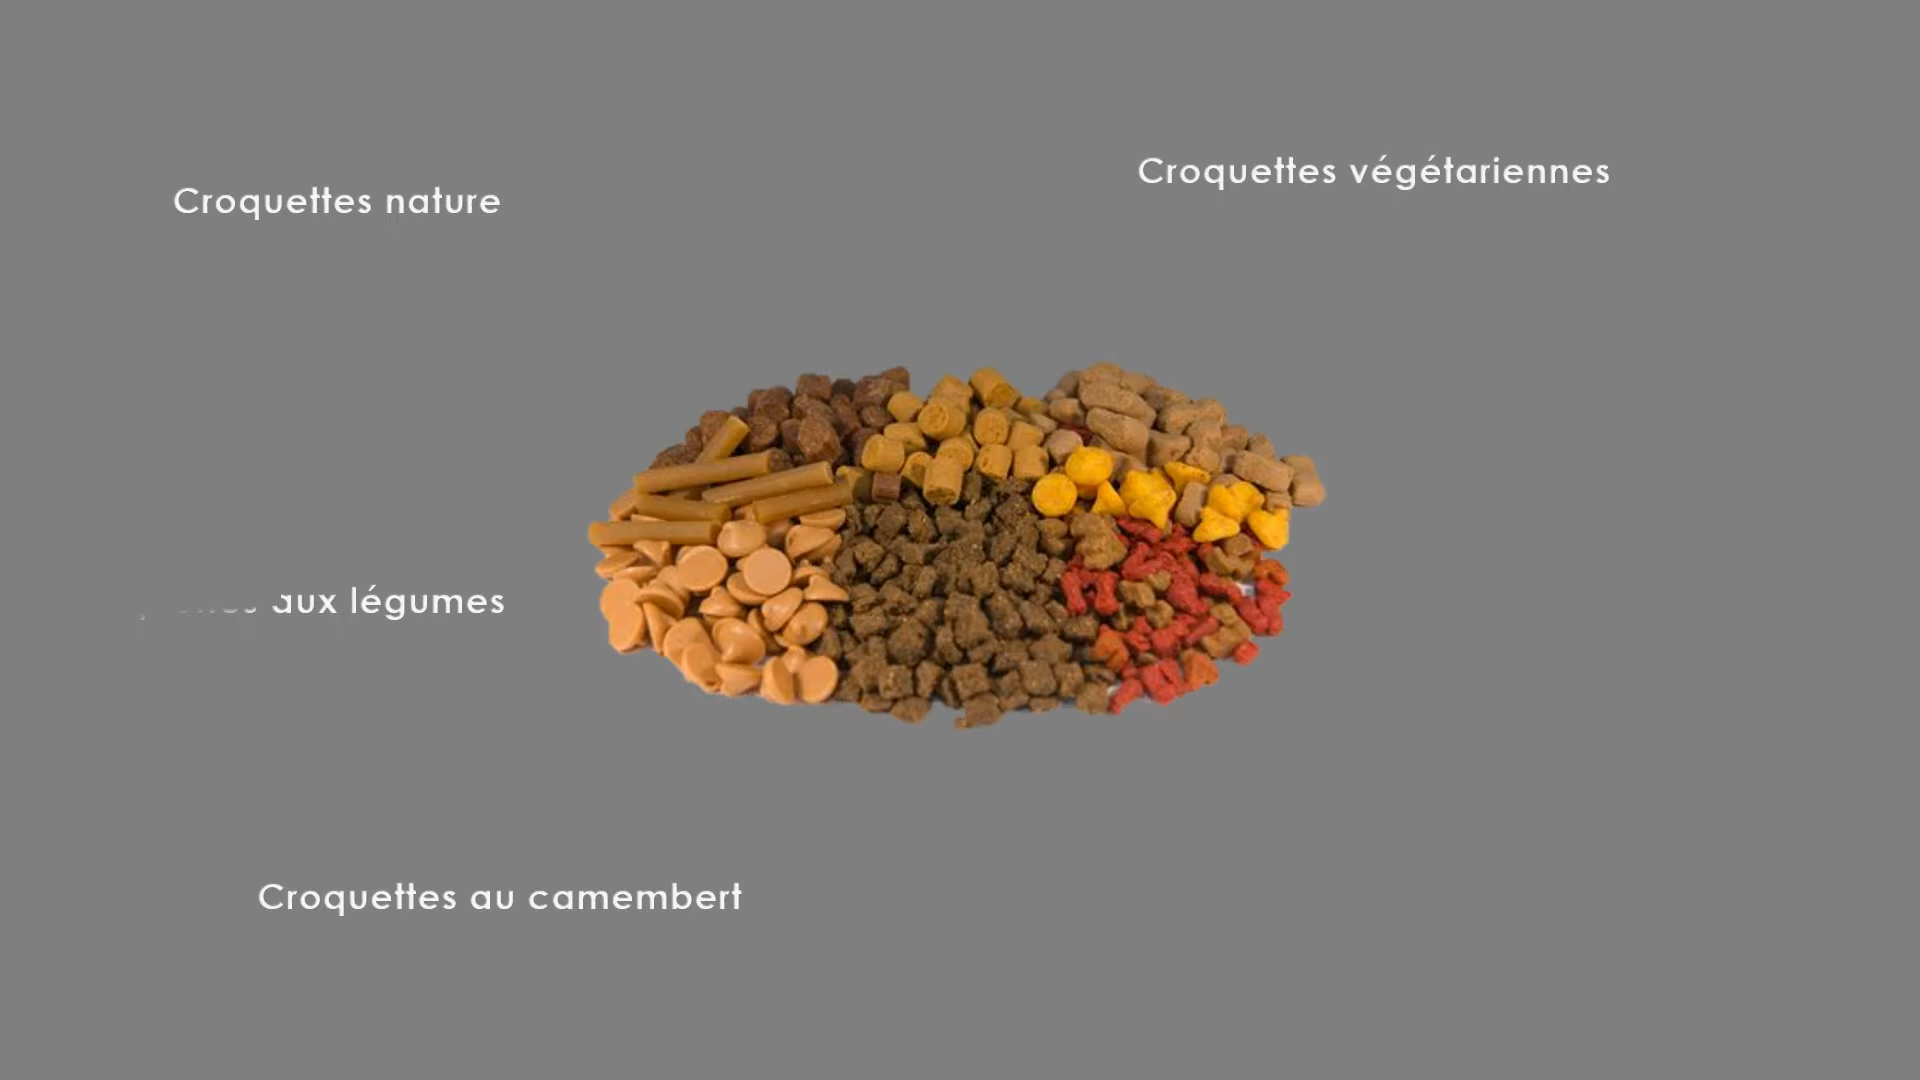 Croquettes végétariennes
Croquettes nature
aux légumes
Croquettes au camembert